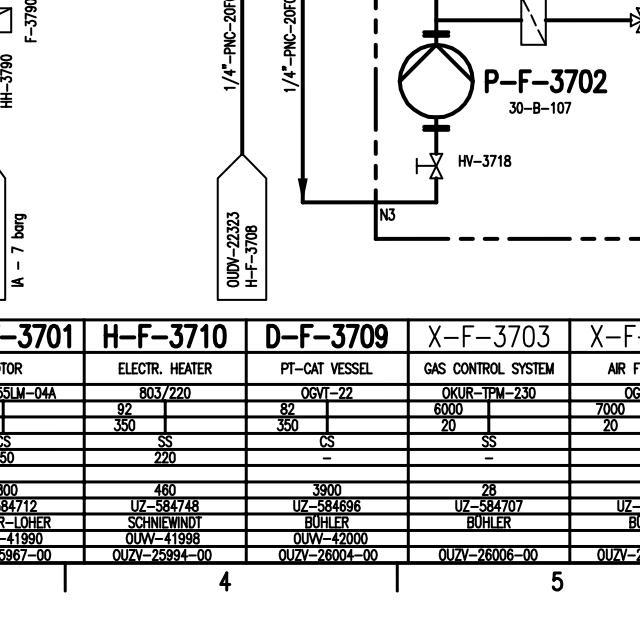 F-3790
HH-3790
IA - 7 barg
1/4"-PNC-20F0
1/4"-PNC-20F0
OUDV-22323
H-F-3708
P-F-3702
30-B-107
HV-3718
N3
-3701 H-F-3710 D-F-3709 X-F-3703 X-F-
TOR ELECTR. HEATER PT-CAT VESSEL GAS CONTROL SYSTEM AIR F
55LM-04A 803/220 OGVT-22 OKUR-TPM-230 OG
92 82 6000 7000
350 350 20 20
CS SS CS SS
50 220 - -
300 460 3900 28
84712 UZ-584748 UZ-584696 UZ-584707 UZ-
R-LOHER SCHNIEWINDT BÜHLER BÜHLER BÜ
-41990 OUVV-41998 OUVV-42000
5967-00 OUZV-25994-00 OUZV-26004-00 OUZV-26006-00 OUZV-2
4 5